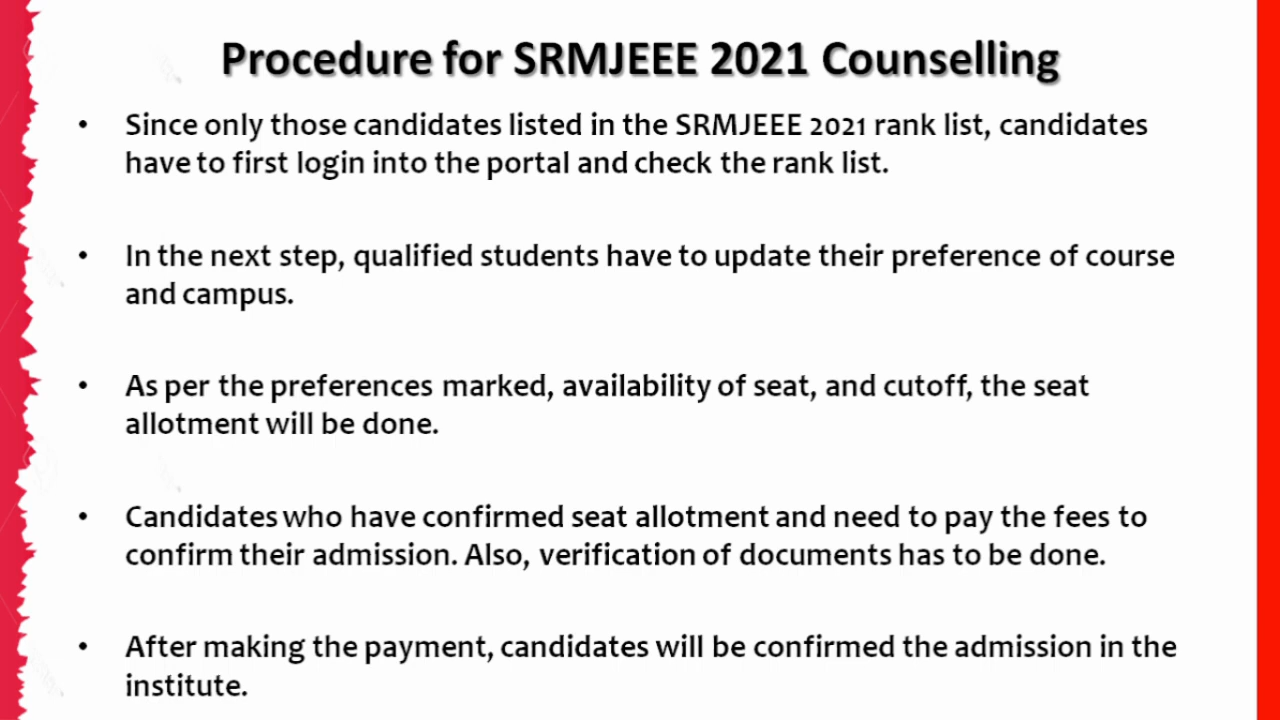 Procedure for SRMJEEE 2021 Counselling
• Since only those candidates listed in the SRMJEEE 2021 rank list, candidates
have to first login into the portal and check the rank list.
• In the next step, qualified students have to update their preference of course
and campus.
• As per the preferences marked, availability of seat, and cutoff, the seat
allotment will be done.
• Candidates who have confirmed seat allotment and need to pay the fees to
confirm their admission. Also, verification of documents has to be done.
• After making the payment, candidates will be confirmed the admission in the
institute.